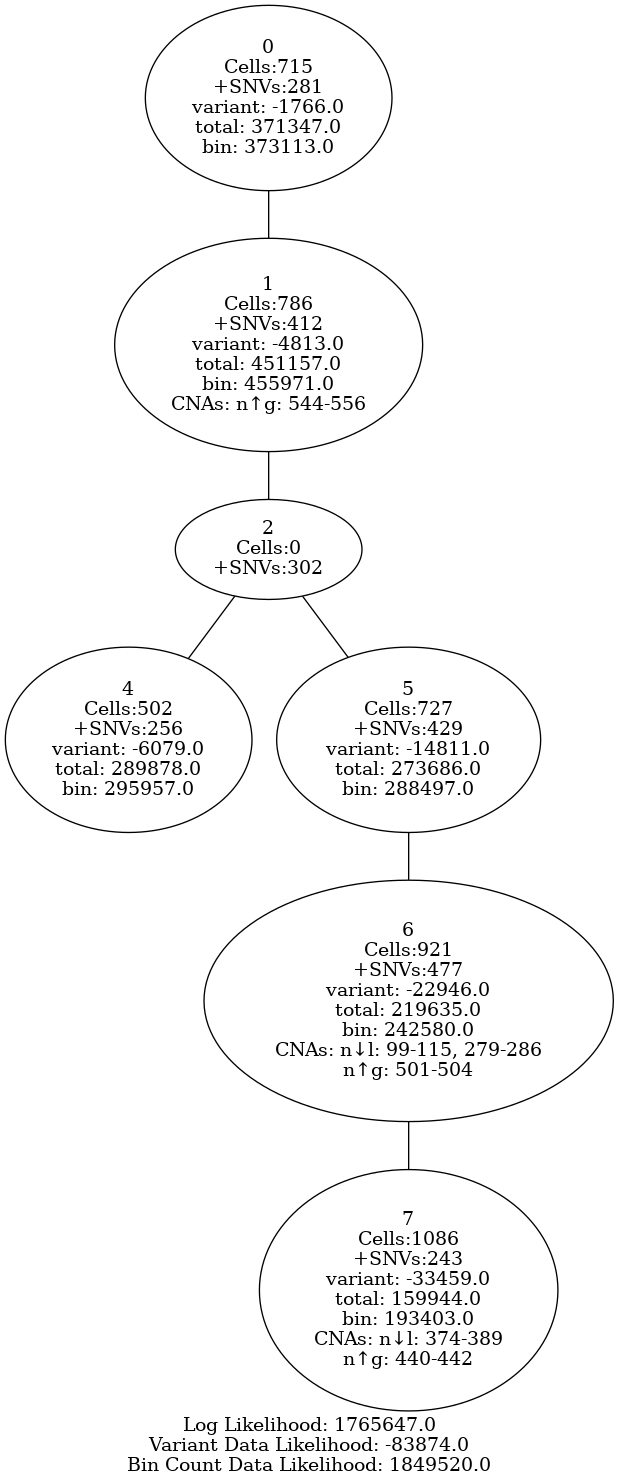 0
Cells:715
+SNVs:281
variant: -1766.0
total: 371347.0
bin: 373113.0
1
Cells:786
+SNVs:412
variant: -4813.0
total: 451157.0
bin: 455971.0
CNAs: n↑g: 544-556
2
Cells:0
+SNVs:302
4
Cells:502
+SNVs:256
variant: -6079.0
total: 289878.0
bin: 295957.0
5
Cells:727
+SNVs:429
variant: -14811.0
total: 273686.0
bin: 288497.0
6
Cells:921
+SNVs:477
variant: -22946.0
total: 219635.0
bin: 242580.0
CNAs: n↓l: 99-115, 279-286
n↑g: 501-504
7
Cells:1086
+SNVs:243
variant: -33459.0
total: 159944.0
bin: 193403.0
CNAs: n↓l: 374-389
n↑g: 440-442
Log Likelihood: 1765647.0
Variant Data Likelihood: -83874.0
Bin Count Data Likelihood: 1849520.0